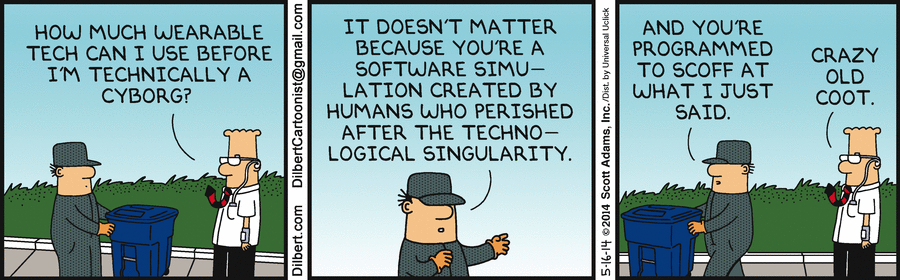 HOW MUCH WEARABLE
TECH CAN I USE BEFORE
I'M TECHNICALLY A
CYBORG?
Dilbert.com DilbertCartoonist@gmail.com
IT DOESN'T MATTER
BECAUSE YOU'RE A
SOFTWARE SIMU-
LATION CREATED BY
HUMANS WHO PERISHED
AFTER THE TECHNO-
LOGICAL SINGULARITY.
5-16-14 ©2014 Scott Adams, Inc./Dist. by Universal Uclick
AND YOU'RE
PROGRAMMED
TO SCOFF AT
WHAT I JUST
SAID.
CRAZY
OLD
COOT.